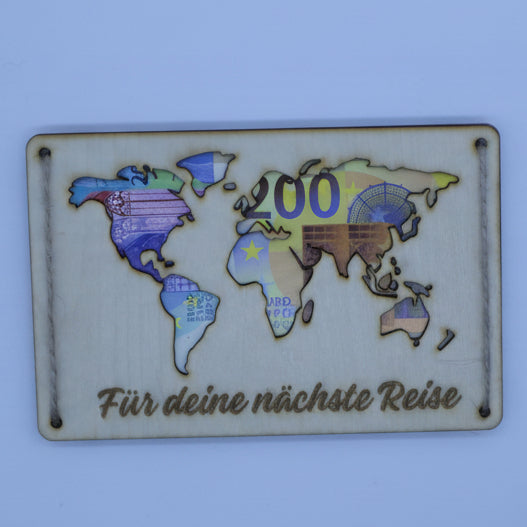 200
Für deine nächste Reise